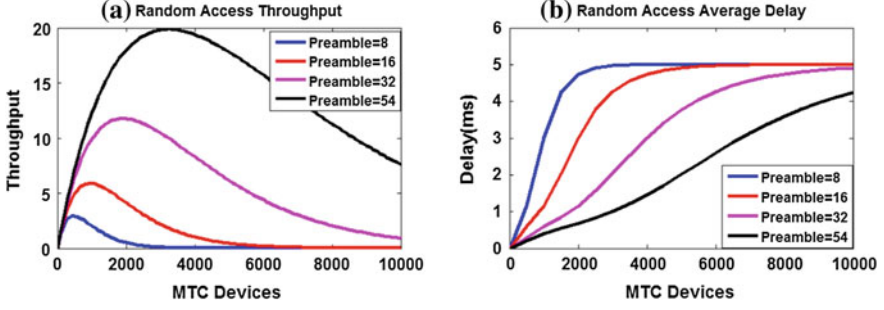 (a) Random Access Throughput
20
15
10
5
0
Throughput
Preamble=8
Preamble=16
Preamble=32
Preamble=54
0 2000 4000 6000 8000 10000
MTC Devices
(b) Random Access Average Delay
6
5
4
3
2
1
0
Delay(ms)
Preamble=8
Preamble=16
Preamble=32
Preamble=54
0 2000 4000 6000 8000 10000
MTC Devices